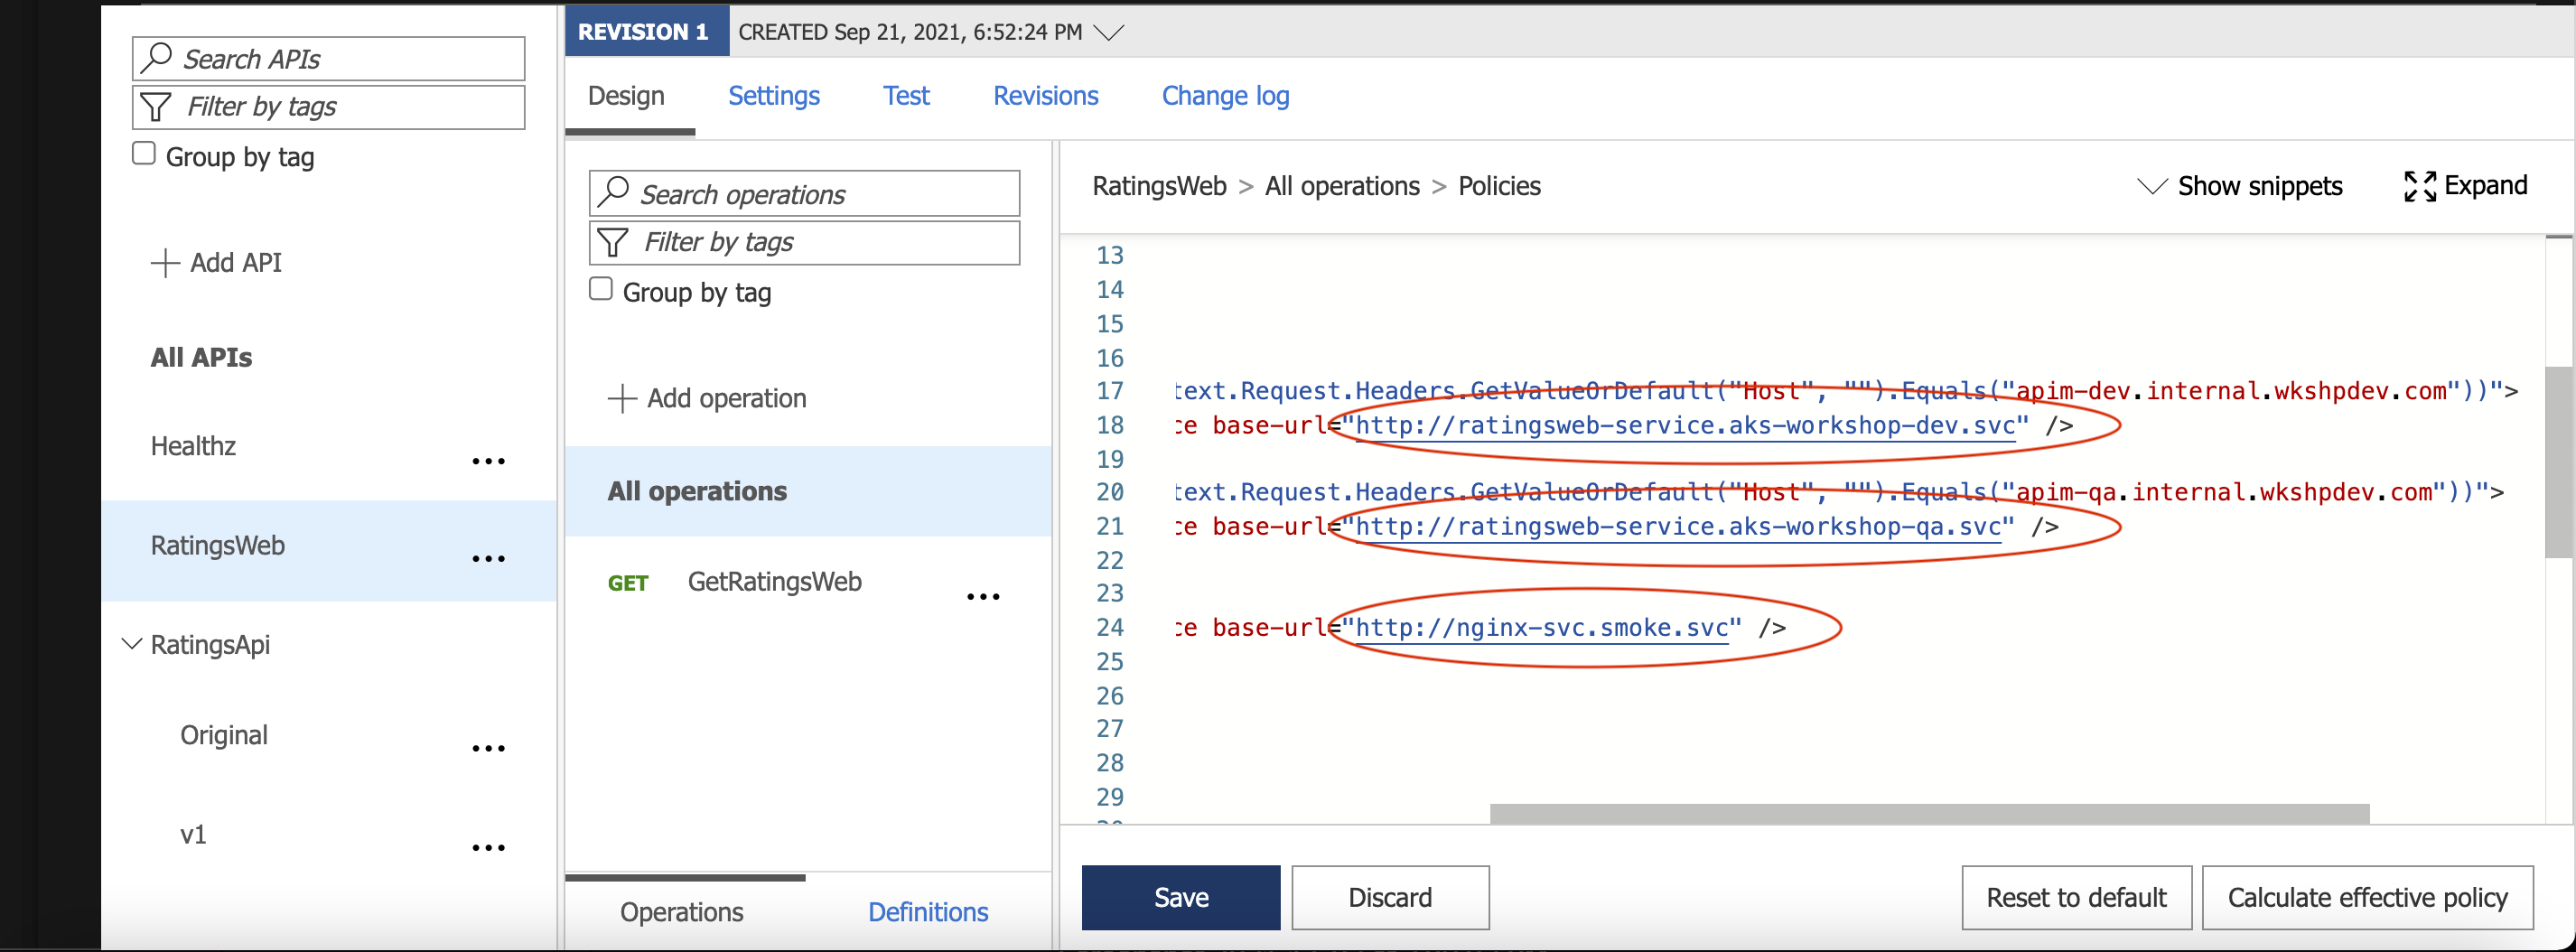 Search APIs
Filter by tags
Group by tag
Add API
All APIs
Healthz
...
RatingsWeb
...
RatingsApi
Original
...
v1
...
REVISION 1 CREATED Sep 21, 2021, 6:52:24 PM
Design Settings Test Revisions Change log
Search operations
Filter by tags
Group by tag
Add operation
All operations
GET GetRatingsWeb ...
Operations Definitions
RatingsWeb > All operations > Policies Show snippets Expand
13
14
15
16
17 text.Request.Headers.GetValueOrDefault("Host", "").Equals("apim-dev.internal.wkshpdev.com"))">
18 ce base-url="http://ratingsweb-service.aks-workshop-dev.svc" />
19
20 text.Request.Headers.GetValueOrDefault("Host", "").Equals("apim-qa.internal.wkshpdev.com"))">
21 ce base-url="http://ratingsweb-service.aks-workshop-qa.svc" />
22
23
24 ce base-url="http://nginx-svc.smoke.svc" />
25
26
27
28
29
Save Discard Reset to default Calculate effective policy